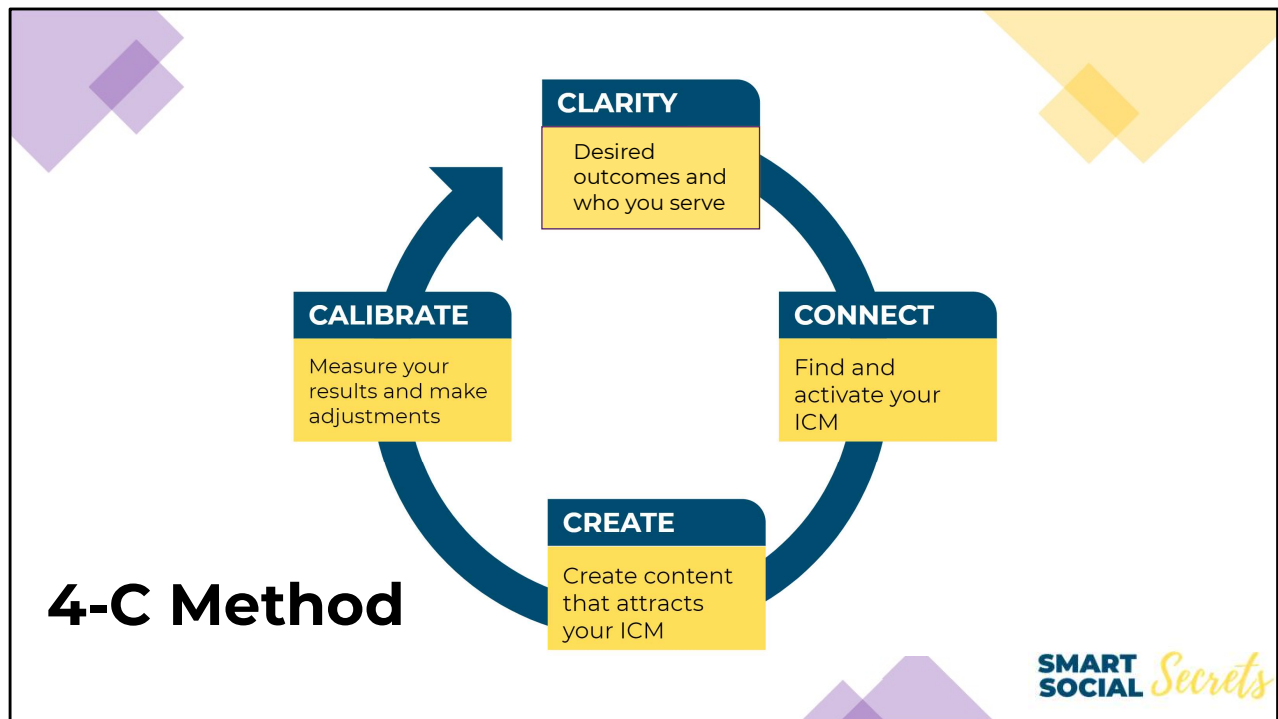 CLARITY
Desired
outcomes and
who you serve
CALIBRATE
Measure your
results and make
adjustments
CONNECT
Find and
activate your
ICM
CREATE
Create content
that attracts
your ICM
4-C Method
SMART
SOCIAL Secrets